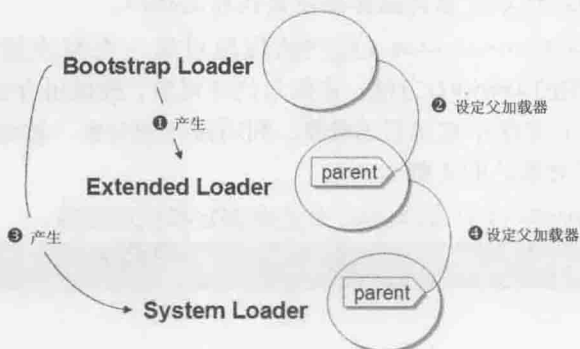 Bootstrap Loader
❷ 设定父加载器
❶ 产生
parent
Extended Loader
❸ 产生
❹ 设定父加载器
parent
System Loader